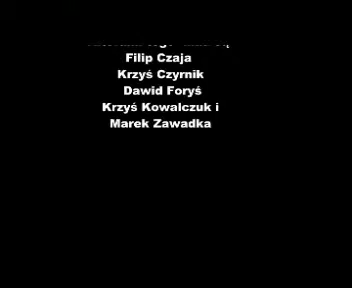 Filip Czaja
Krzyś Czyrnik
Dawid Foryś
Krzyś Kowalczuk i
Marek Zawadka